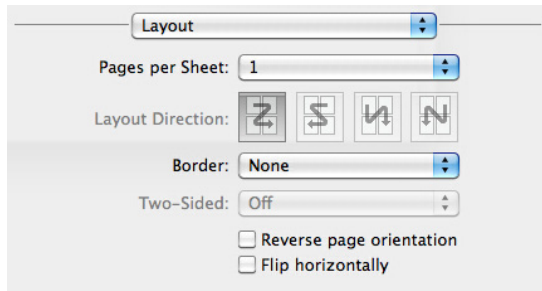 Layout
Pages per Sheet: 1
Layout Direction:
Border: None
Two-Sided: Off
Reverse page orientation
Flip horizontally